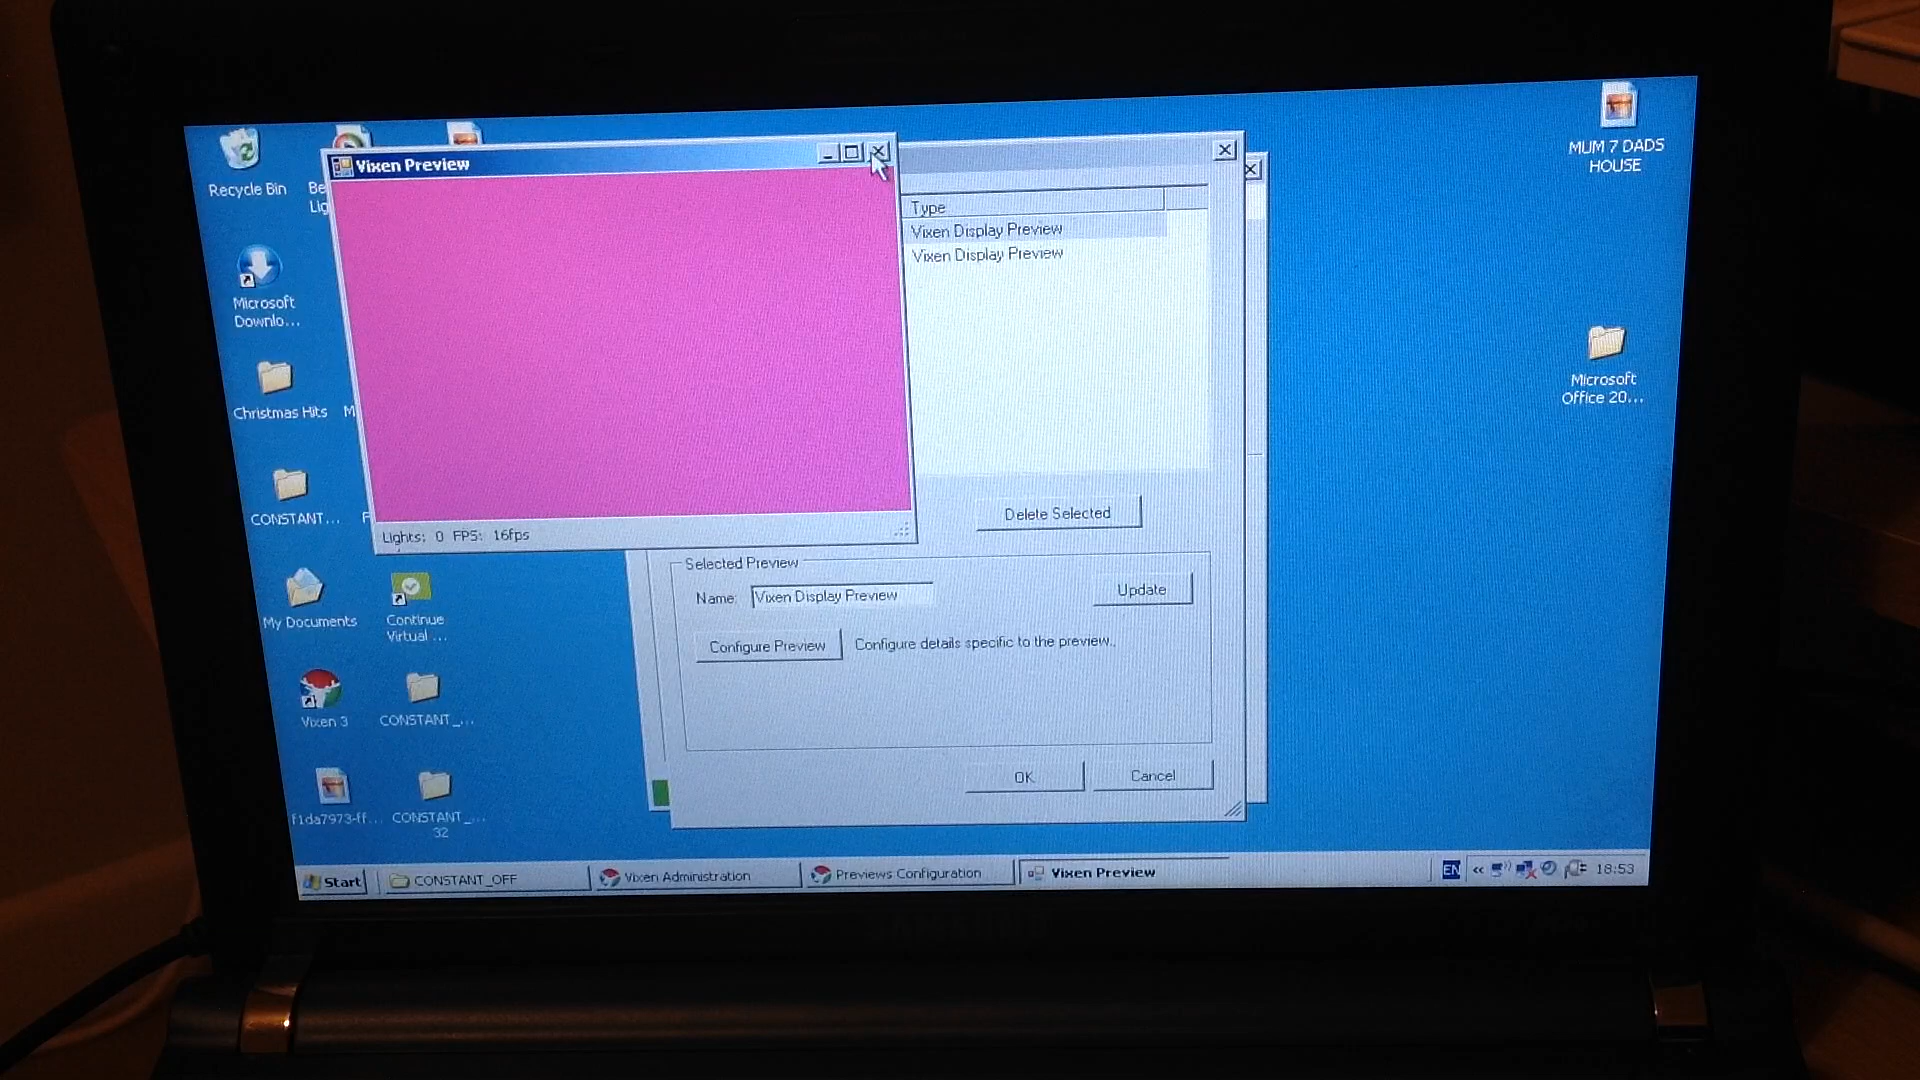 Recycle Bin
Be
Lig
Microsoft
Downlo...
Christmas Hits
M
CONSTANT...
F
My Documents
Continue
Virtual ...
Vixen 3
CONSTANT_...
f1da7973-ff...
CONSTANT_...
32
MUM 7 DADS
HOUSE
Microsoft
Office 20...
Vixen Preview
Lights: 0 FPS: 16fps
Type
Vixen Display Preview
Vixen Display Preview
Delete Selected
Selected Preview
Name: Vixen Display Preview
Update
Configure Preview
Configure details specific to the preview.
OK
Cancel
Start
CONSTANT_OFF
Vixen Administration
Previews Configuration
Vixen Preview
EN
«
18:53